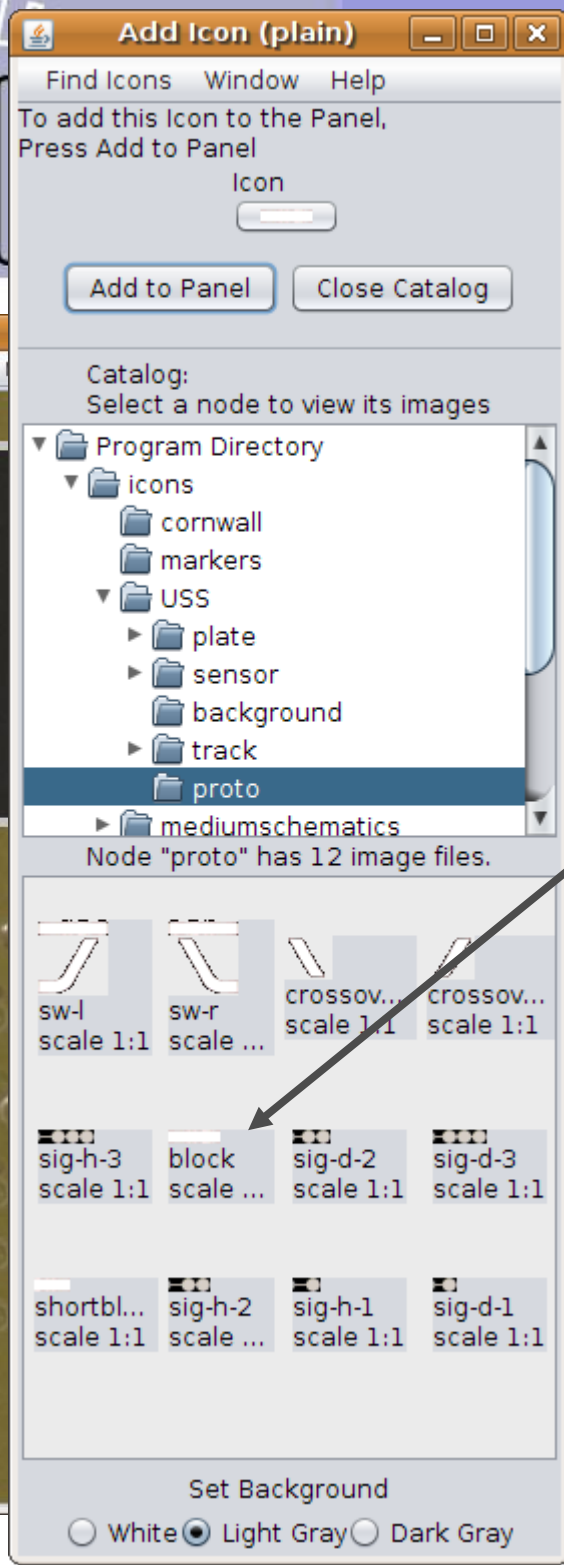 Add Icon (plain)
Find Icons Window Help
To add this Icon to the Panel,
Press Add to Panel
Icon
Add to Panel Close Catalog
Catalog:
Select a node to view its images
Program Directory
icons
cornwall
markers
USS
plate
sensor
background
track
proto
mediumschematics
Node "proto" has 12 image files.
sw-l sw-r crossov... crossov...
scale 1:1 scale ... scale 1:1 scale 1:1
sig-h-3 block sig-d-2 sig-d-3
scale 1:1 scale ... scale 1:1 scale 1:1
shortbl... sig-h-2 sig-h-1 sig-d-1
scale 1:1 scale ... scale 1:1 scale 1:1
Set Background
White Light Gray Dark Gray